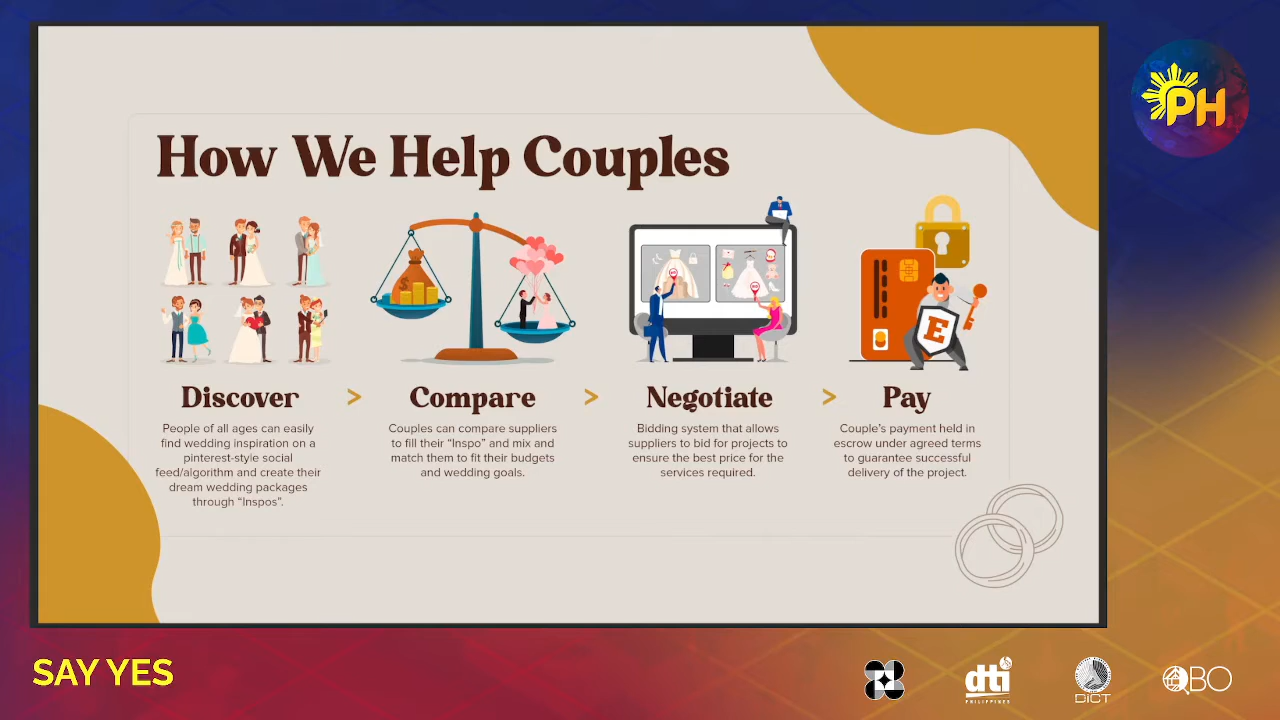 PH
How We Help Couples
E
Discover > Compare > Negotiate > Pay
People of all ages can easily
find wedding inspiration on a
pinterest-style social
feed/algorithm and create their
dream wedding packages
through “Inspos”.
Couples can compare suppliers
to fill their “Inspo” and mix and
match them to fit their budgets
and wedding goals.
Bidding system that allows
suppliers to bid for projects to
ensure the best price for the
services required.
Couple’s payment held in
escrow under agreed terms
to guarantee successful
delivery of the project.
SAY YES
dti
PHILIPPINES
DICT
QBO